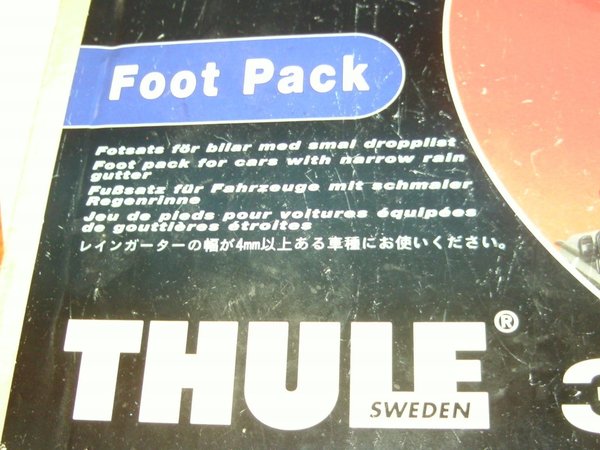 Foot Pack
Fotsats för bilar med smal dropplist
Foot pack for cars with narrow rain
gutter
Fußsatz für Fahrzeuge mit schmaler
Regenrinne
Jeu de pieds pour voitures équipées
de gouttières étroites
レインガーターの幅が4mm以上ある車種にお使いください。
THULE®
SWEDEN
3